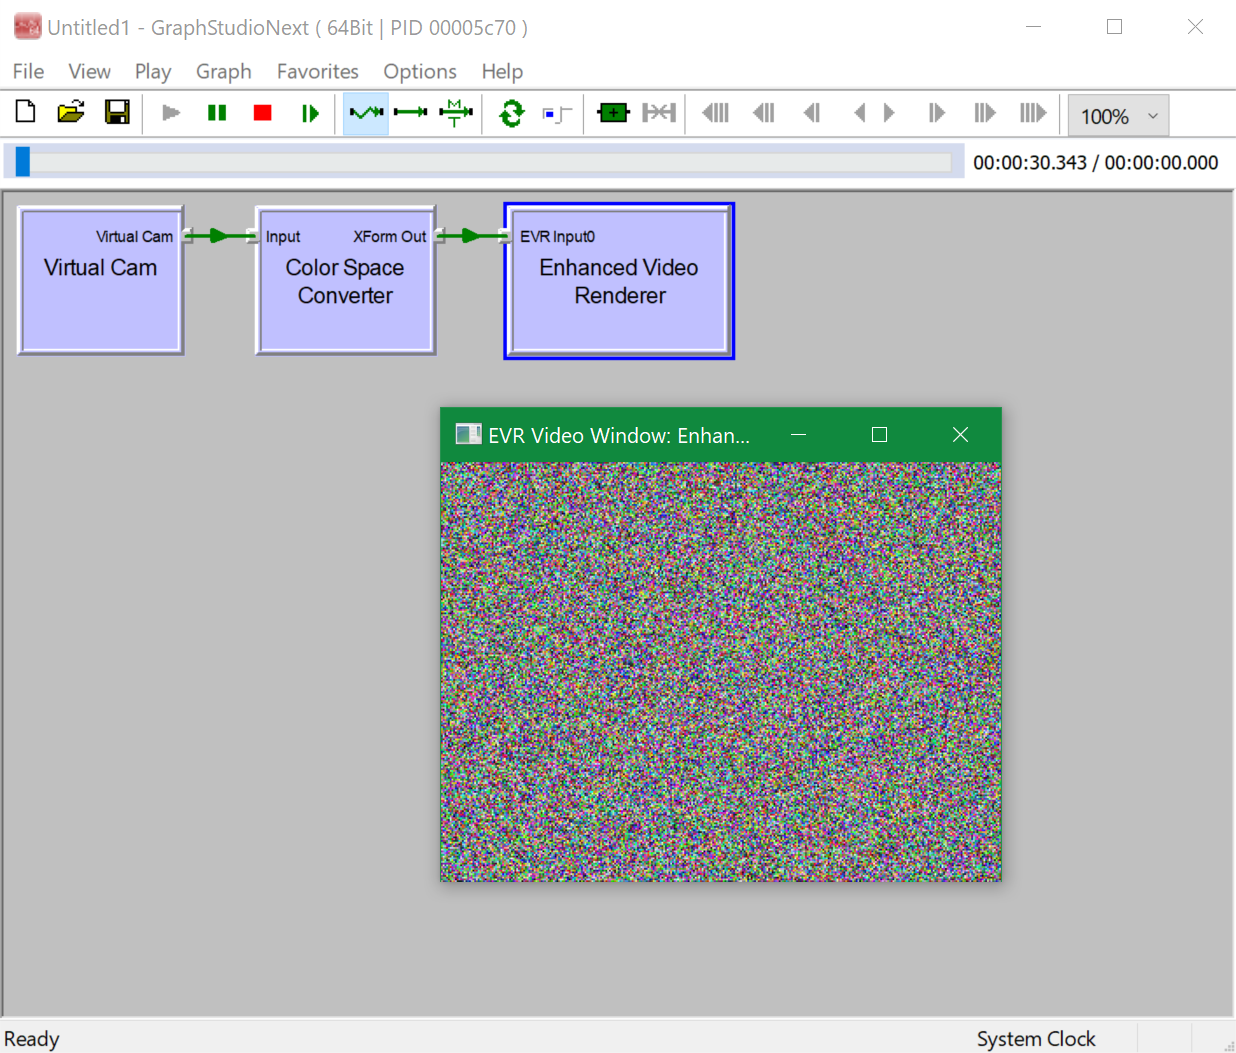 Untitled1 - GraphStudioNext ( 64Bit | PID 00005c70 )
File View Play Graph Favorites Options Help
M
T
100%
00:00:30.343 / 00:00:00.000
Virtual Cam
Virtual Cam
Input XForm Out
Color Space
Converter
EVR Input0
Enhanced Video
Renderer
EVR Video Window: Enhan...
Ready System Clock